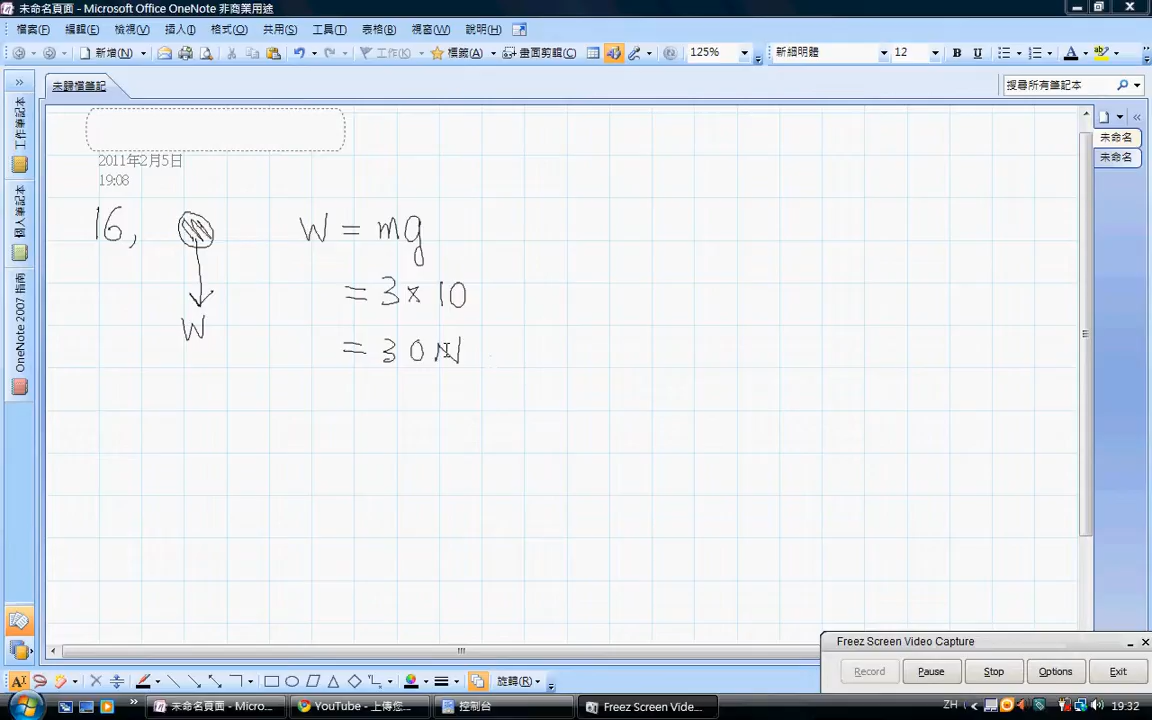 未命名頁面 - Microsoft Office OneNote 非商業用途
檔案(F) 編輯(E) 檢視(V) 插入(I) 格式(O) 共用(S) 工具(T) 表格(B) 視窗(W) 說明(H)
新增(N) 工作(K) 標籤(A) 畫面剪輯(C) 125% 新細明體 12 B U A ab
未歸檔筆記
搜尋所有筆記本
未命名
未命名
工作筆記本
個人筆記本
OneNote 2007 指南
2011年2月5日
19:08
16, W = mg
= 3 × 10
W
= 30N
Freez Screen Video Capture
Record Pause Stop Options Exit
旋轉(R)
未命名頁面 - Micro... YouTube - 上傳您... 控制台 Freez Screen Vide... ZH 19:32